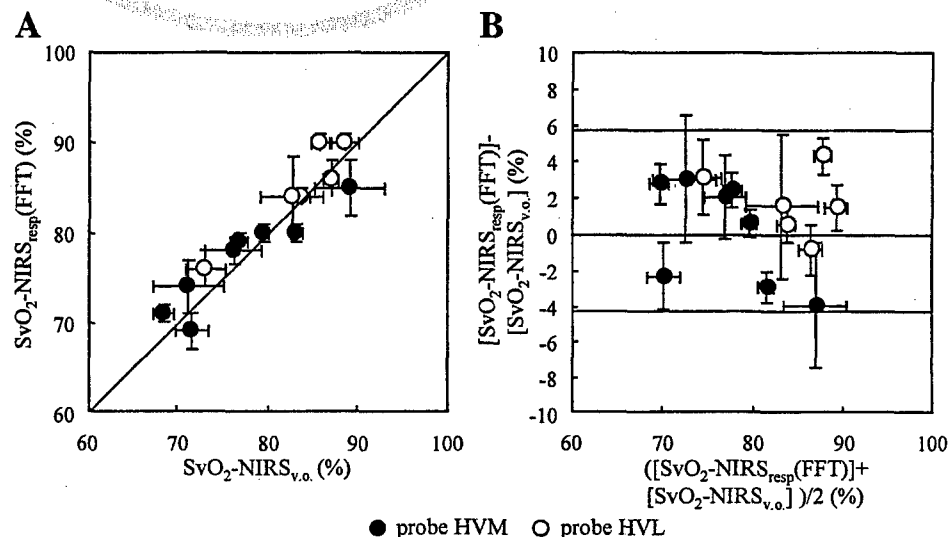 A
B
100
90
80
70
60
SvO₂-NIRSresp(FFT) (%)
60 70 80 90 100
SvO₂-NIRSv.o. (%)
10
8
6
4
2
0
-2
-4
-6
-8
-10
[SvO₂-NIRSresp(FFT)]-
[SvO₂-NIRSv.o.] (%)
60 70 80 90 100
([SvO₂-NIRSresp(FFT)]+
[SvO₂-NIRSv.o.] )/2 (%)
● probe HVM ○ probe HVL